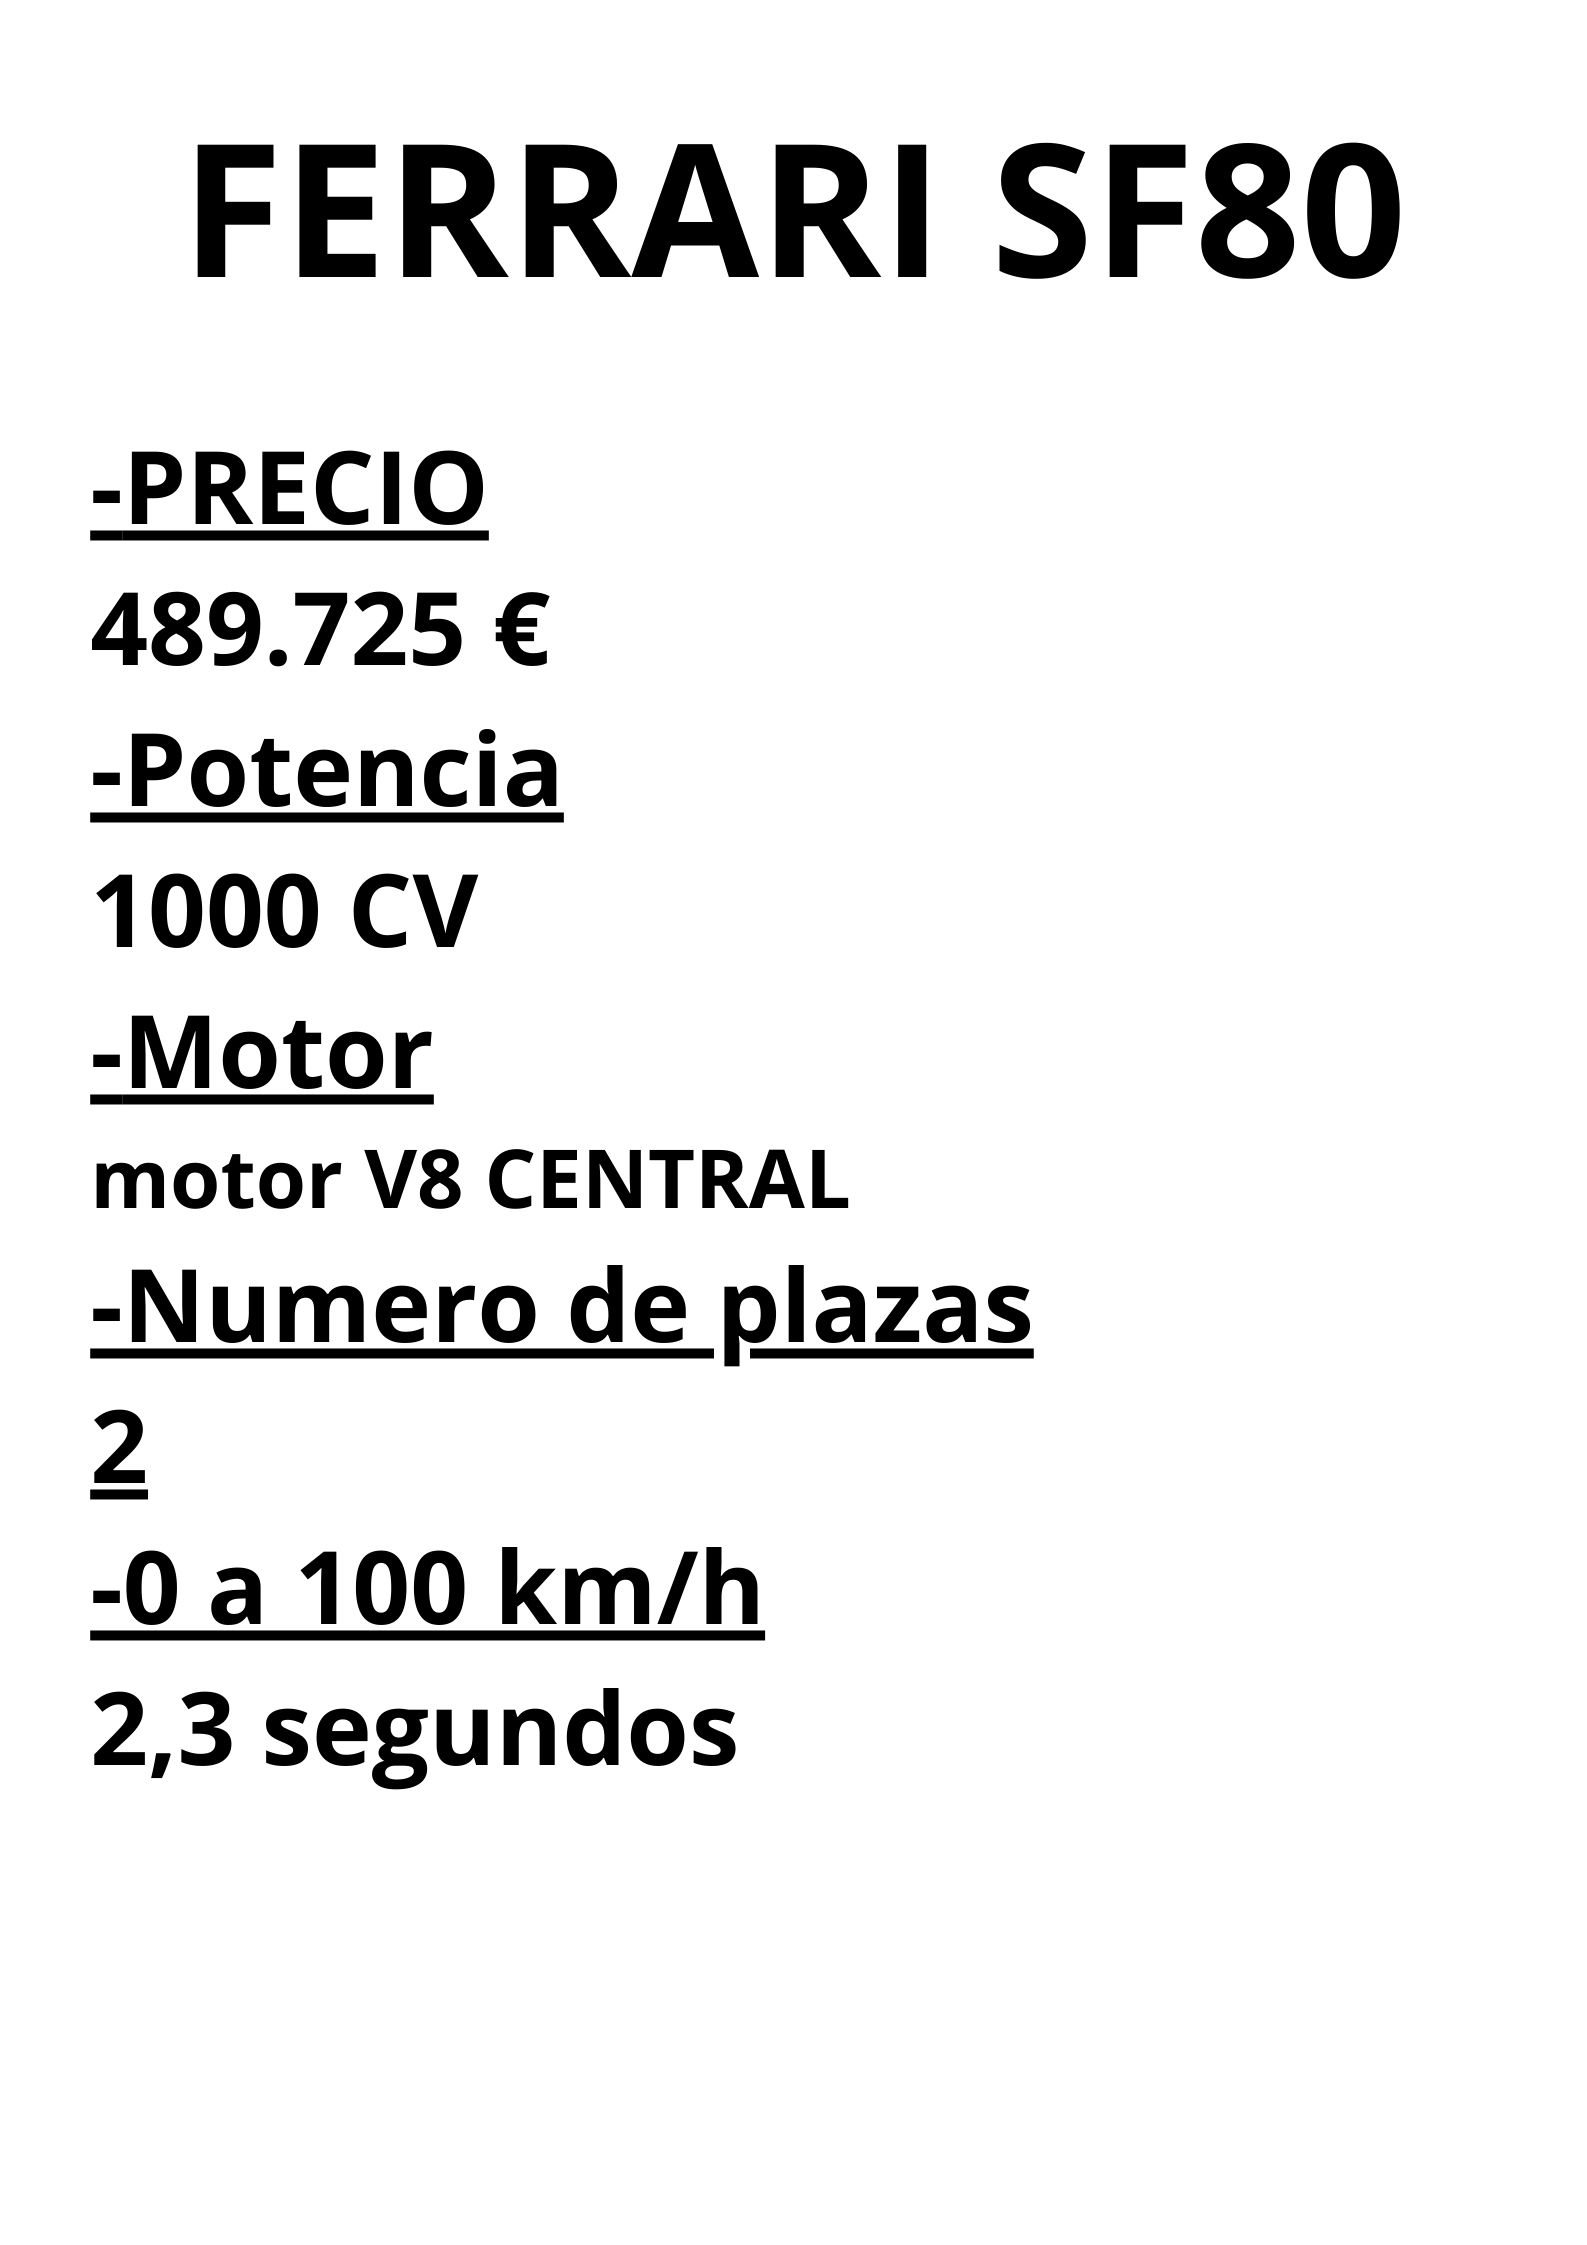 FERRARI SF80
-PRECIO
489.725 €
-Potencia
1000 CV
-Motor
motor V8 CENTRAL
-Numero de plazas
2
-0 a 100 km/h
2,3 segundos